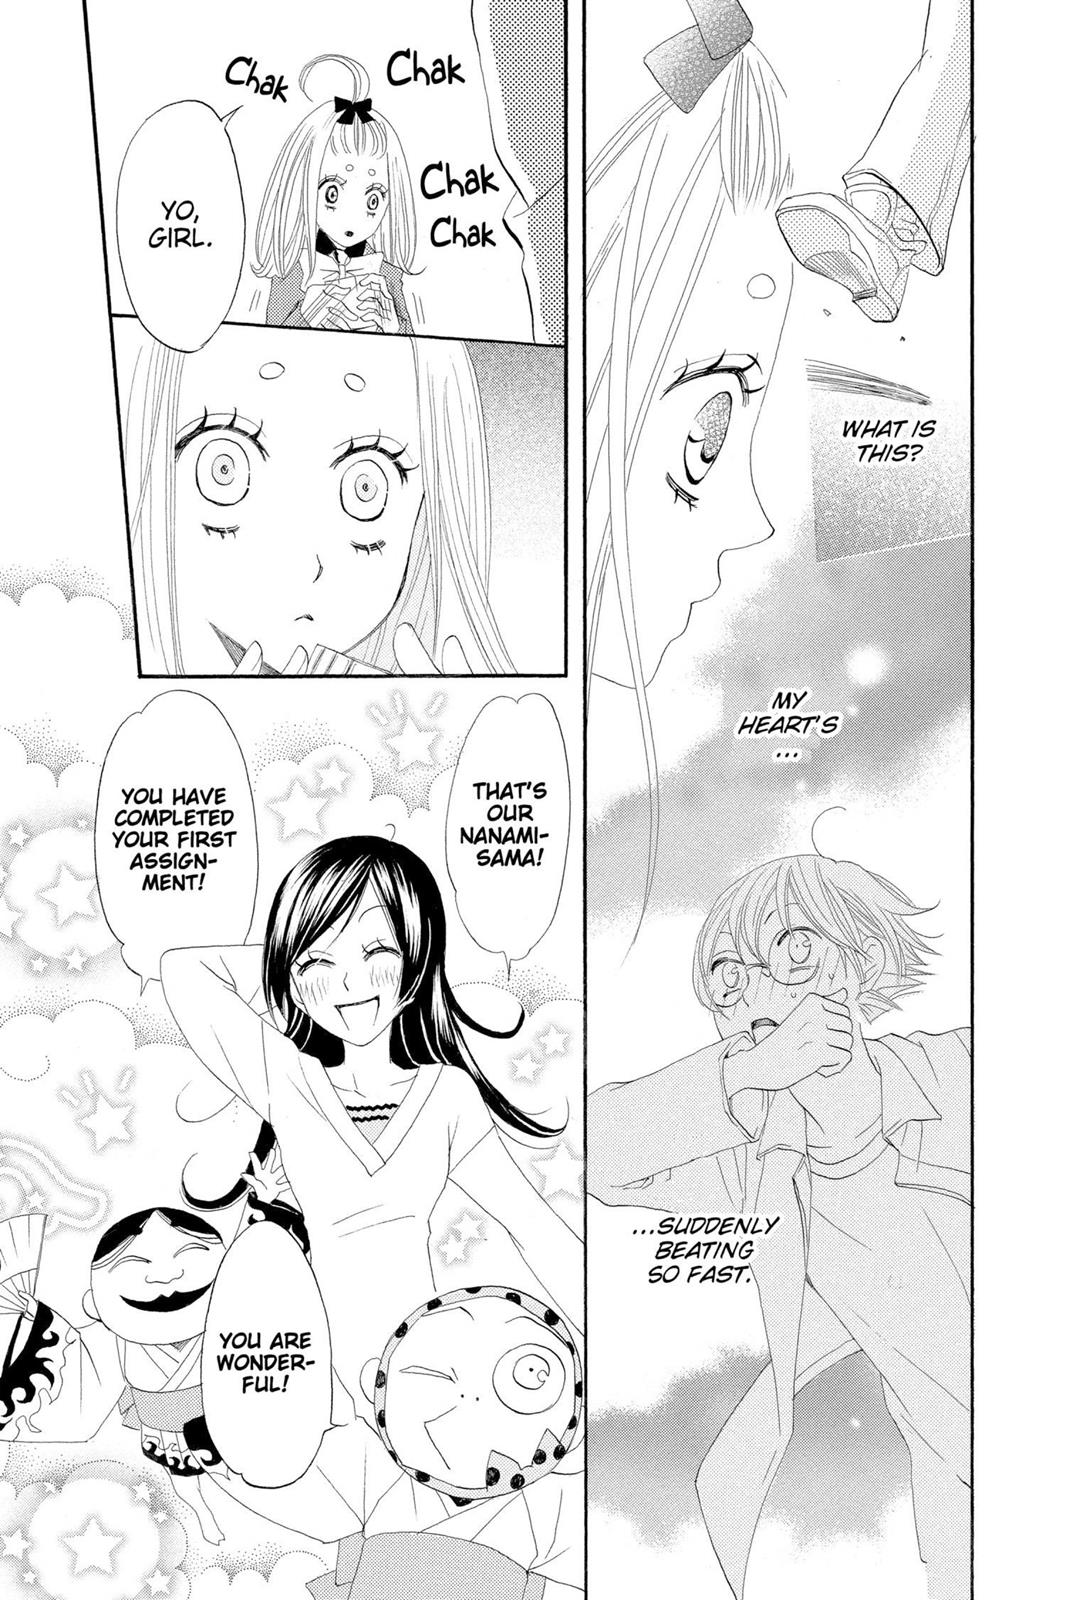 WHAT IS
THIS?
MY
HEART'S
...
...SUDDENLY
BEATING
SO FAST.
Chak
Chak
Chak
Chak
YO,
GIRL.
THAT'S
OUR
NANAMI-
SAMA!
YOU HAVE
COMPLETED
YOUR FIRST
ASSIGN-
MENT!
YOU ARE
WONDER-
FUL!